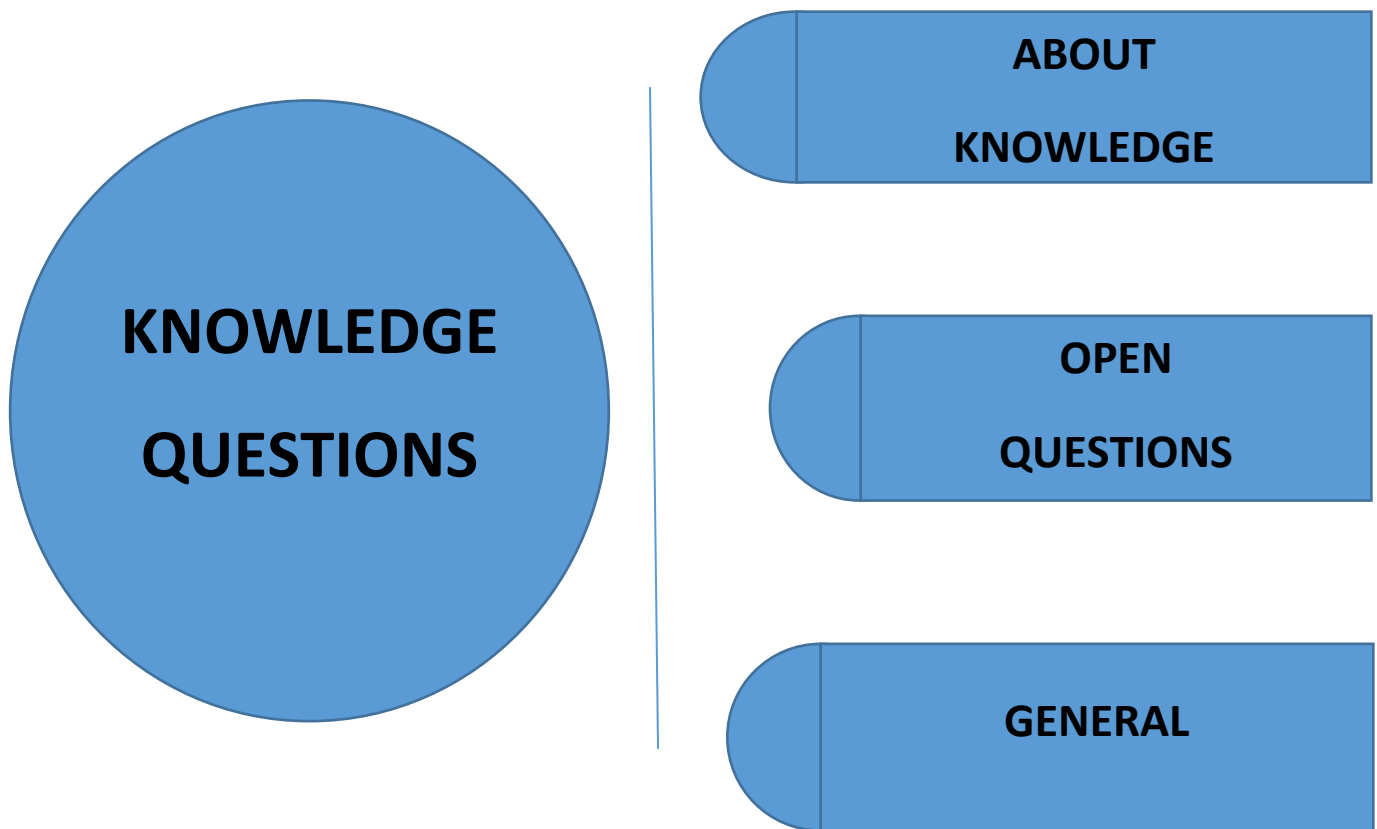 KNOWLEDGE
QUESTIONS
ABOUT
KNOWLEDGE
OPEN
QUESTIONS
GENERAL